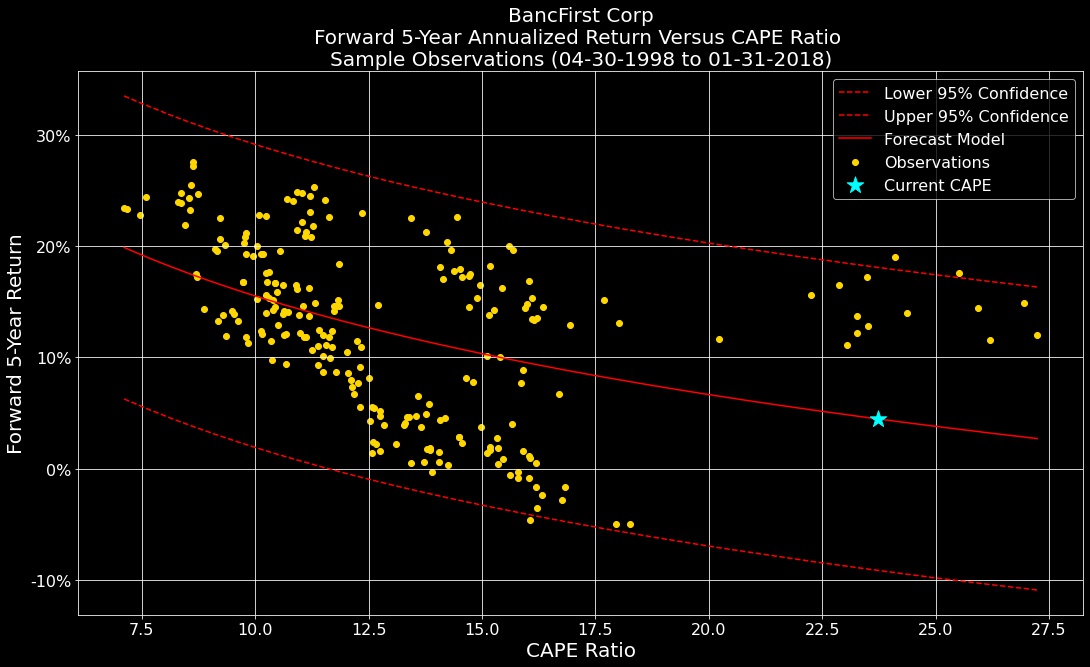 BancFirst Corp
Forward 5-Year Annualized Return Versus CAPE Ratio
Sample Observations (04-30-1998 to 01-31-2018)
Lower 95% Confidence
Upper 95% Confidence
Forecast Model
Observations
Current CAPE
Forward 5-Year Return
30%
20%
10%
0%
-10%
7.5 10.0 12.5 15.0 17.5 20.0 22.5 25.0 27.5
CAPE Ratio